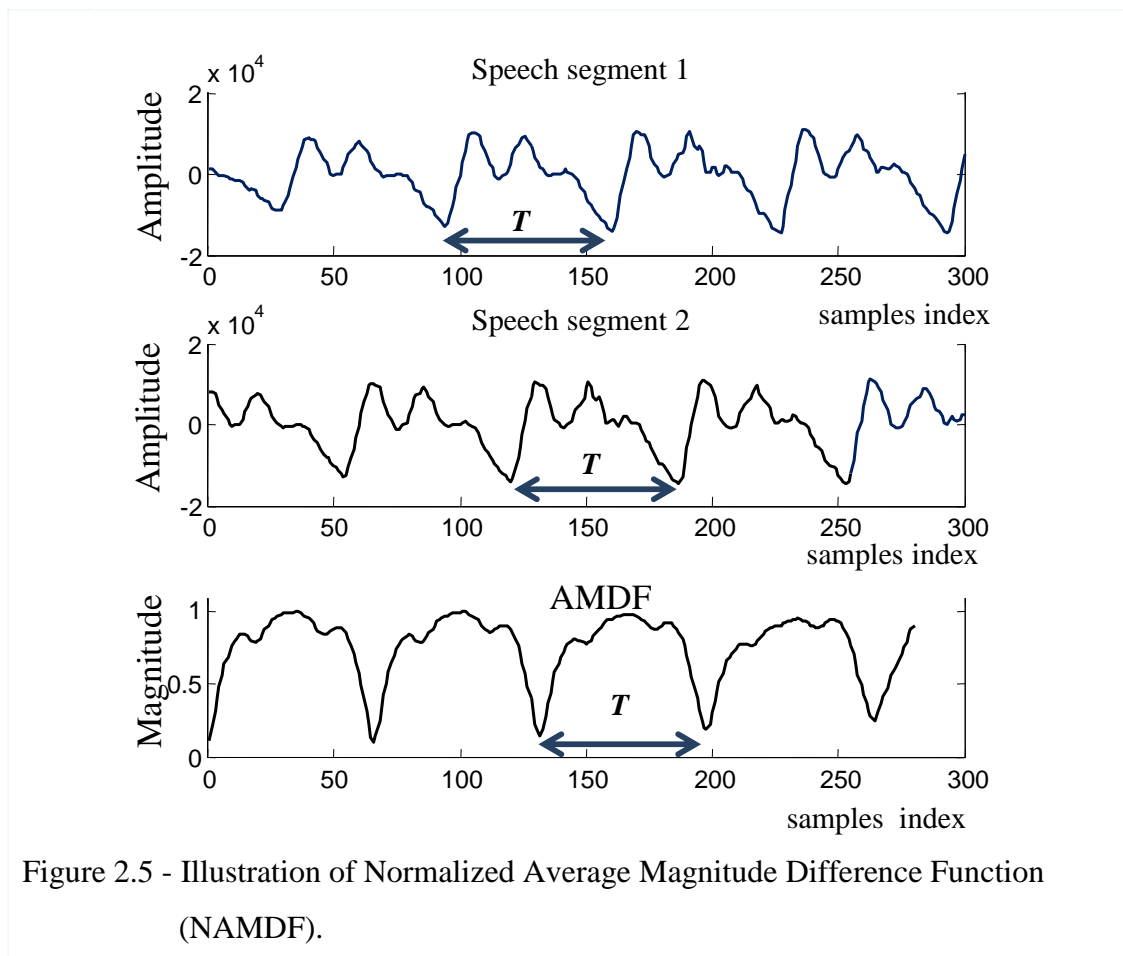 Speech segment 1
x 10^4
Amplitude
2
0
-2
0 50 100 150 200 250 300
T
samples index
Speech segment 2
x 10^4
Amplitude
2
0
-2
0 50 100 150 200 250 300
T
samples index
AMDF
Magnitude
1
0.5
0
0 50 100 150 200 250 300
T
samples index
Figure 2.5 - Illustration of Normalized Average Magnitude Difference Function
(NAMDF).